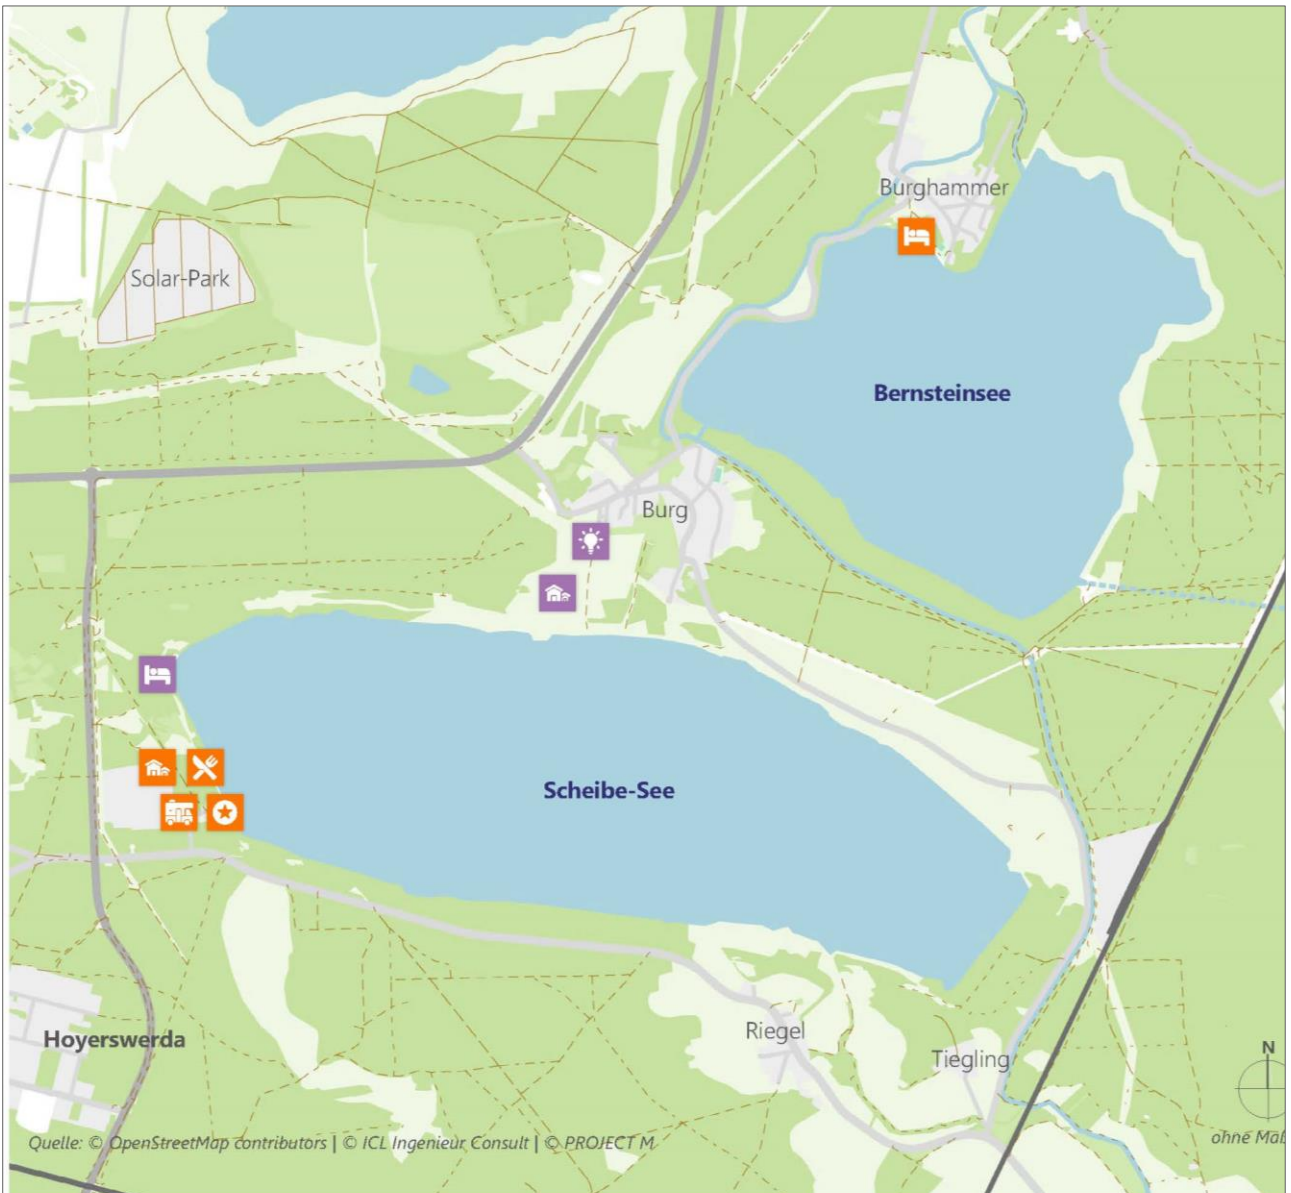 Burghammer
Solar-Park
Bernsteinsee
Burg
Scheibe-See
Riegel
Hoyerswerda
Tiegling
N
Quelle: © OpenStreetMap contributors | © ICL Ingenieur Consult | © PROJECT M
ohne Maß